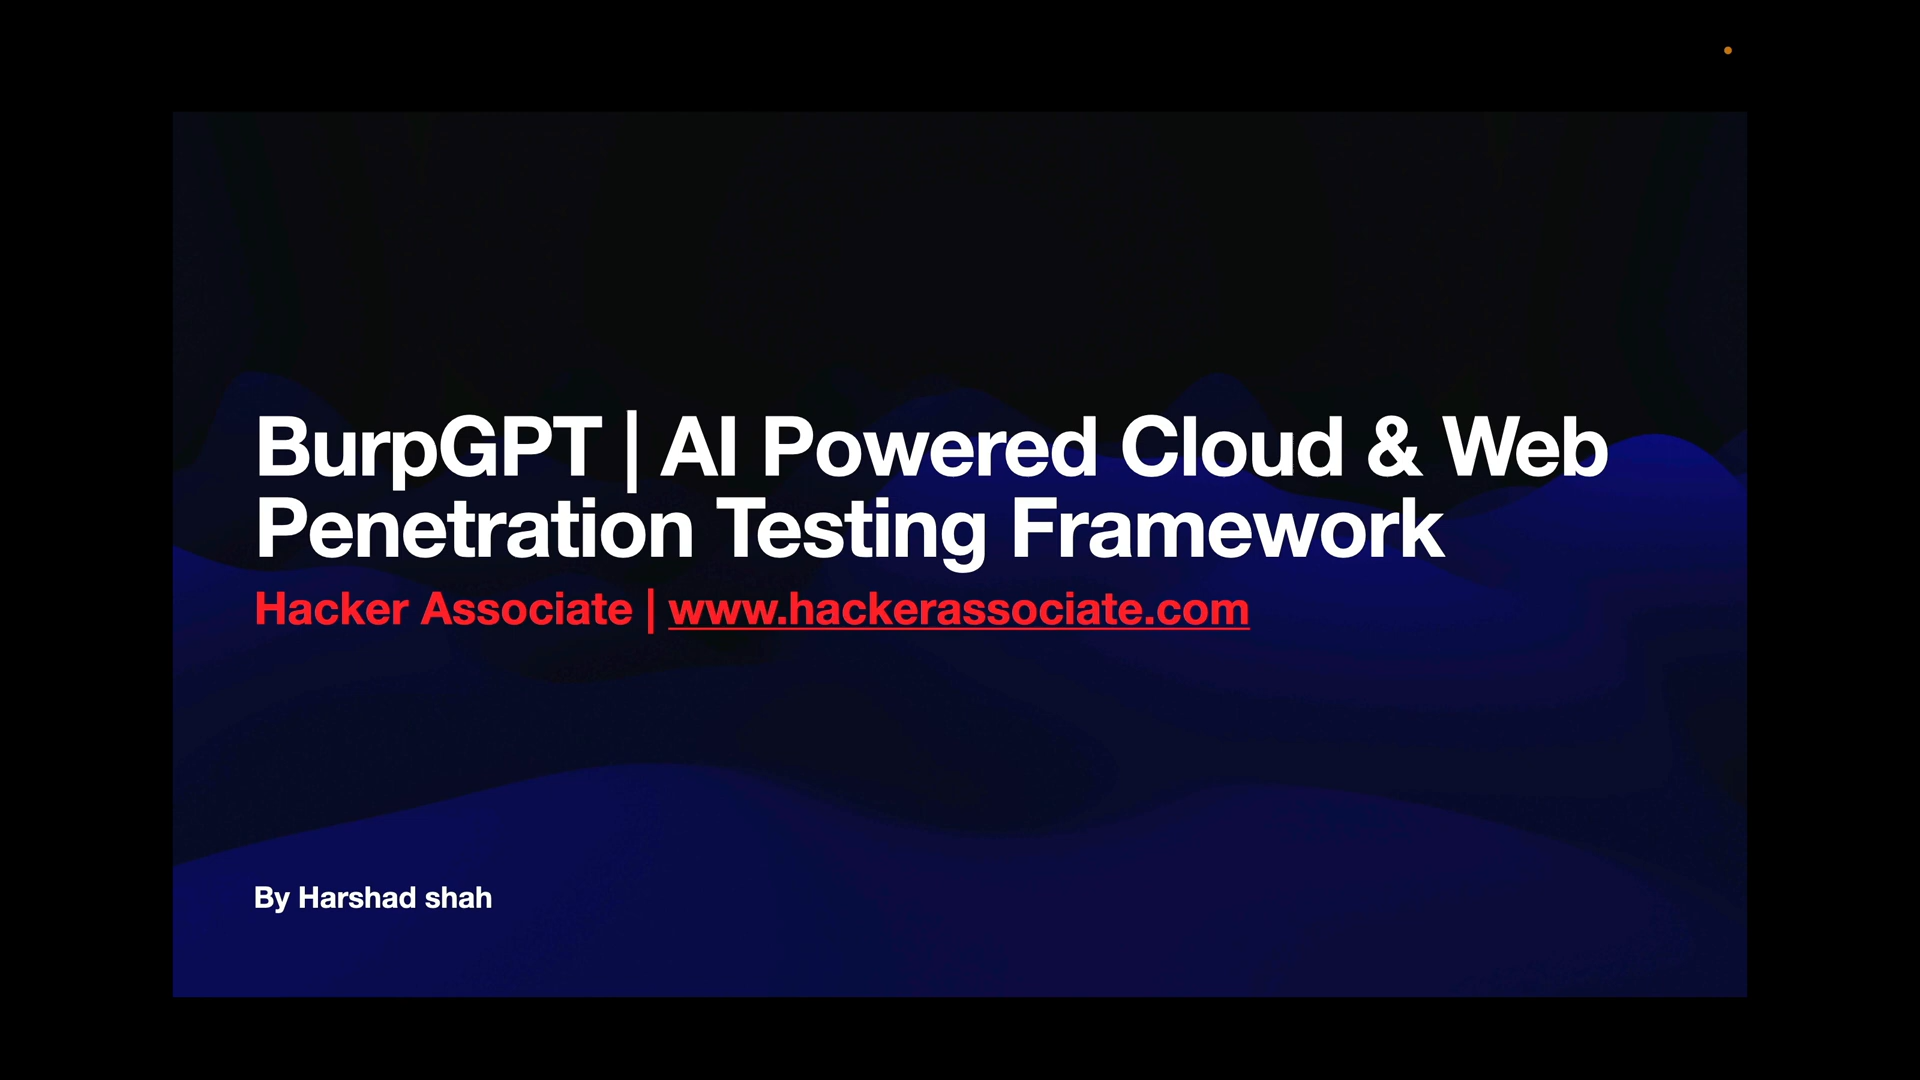 BurpGPT | AI Powered Cloud & Web
Penetration Testing Framework
Hacker Associate | www.hackerassociate.com
By Harshad shah